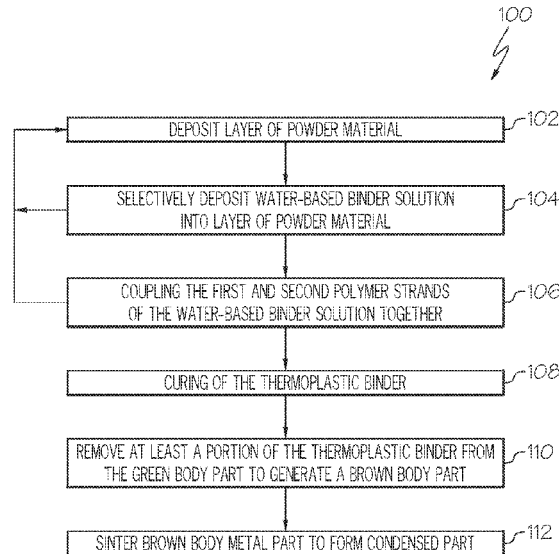 100
DEPOSIT LAYER OF POWDER MATERIAL
102
SELECTIVELY DEPOSIT WATER-BASED BINDER SOLUTION
INTO LAYER OF POWDER MATERIAL
104
COUPLING THE FIRST AND SECOND POLYMER STRANDS
OF THE WATER-BASED BINDER SOLUTION TOGETHER
106
CURING OF THE THERMOPLASTIC BINDER
108
REMOVE AT LEAST A PORTION OF THE THERMOPLASTIC BINDER FROM
THE GREEN BODY PART TO GENERATE A BROWN BODY PART
110
SINTER BROWN BODY METAL PART TO FORM CONDENSED PART
112